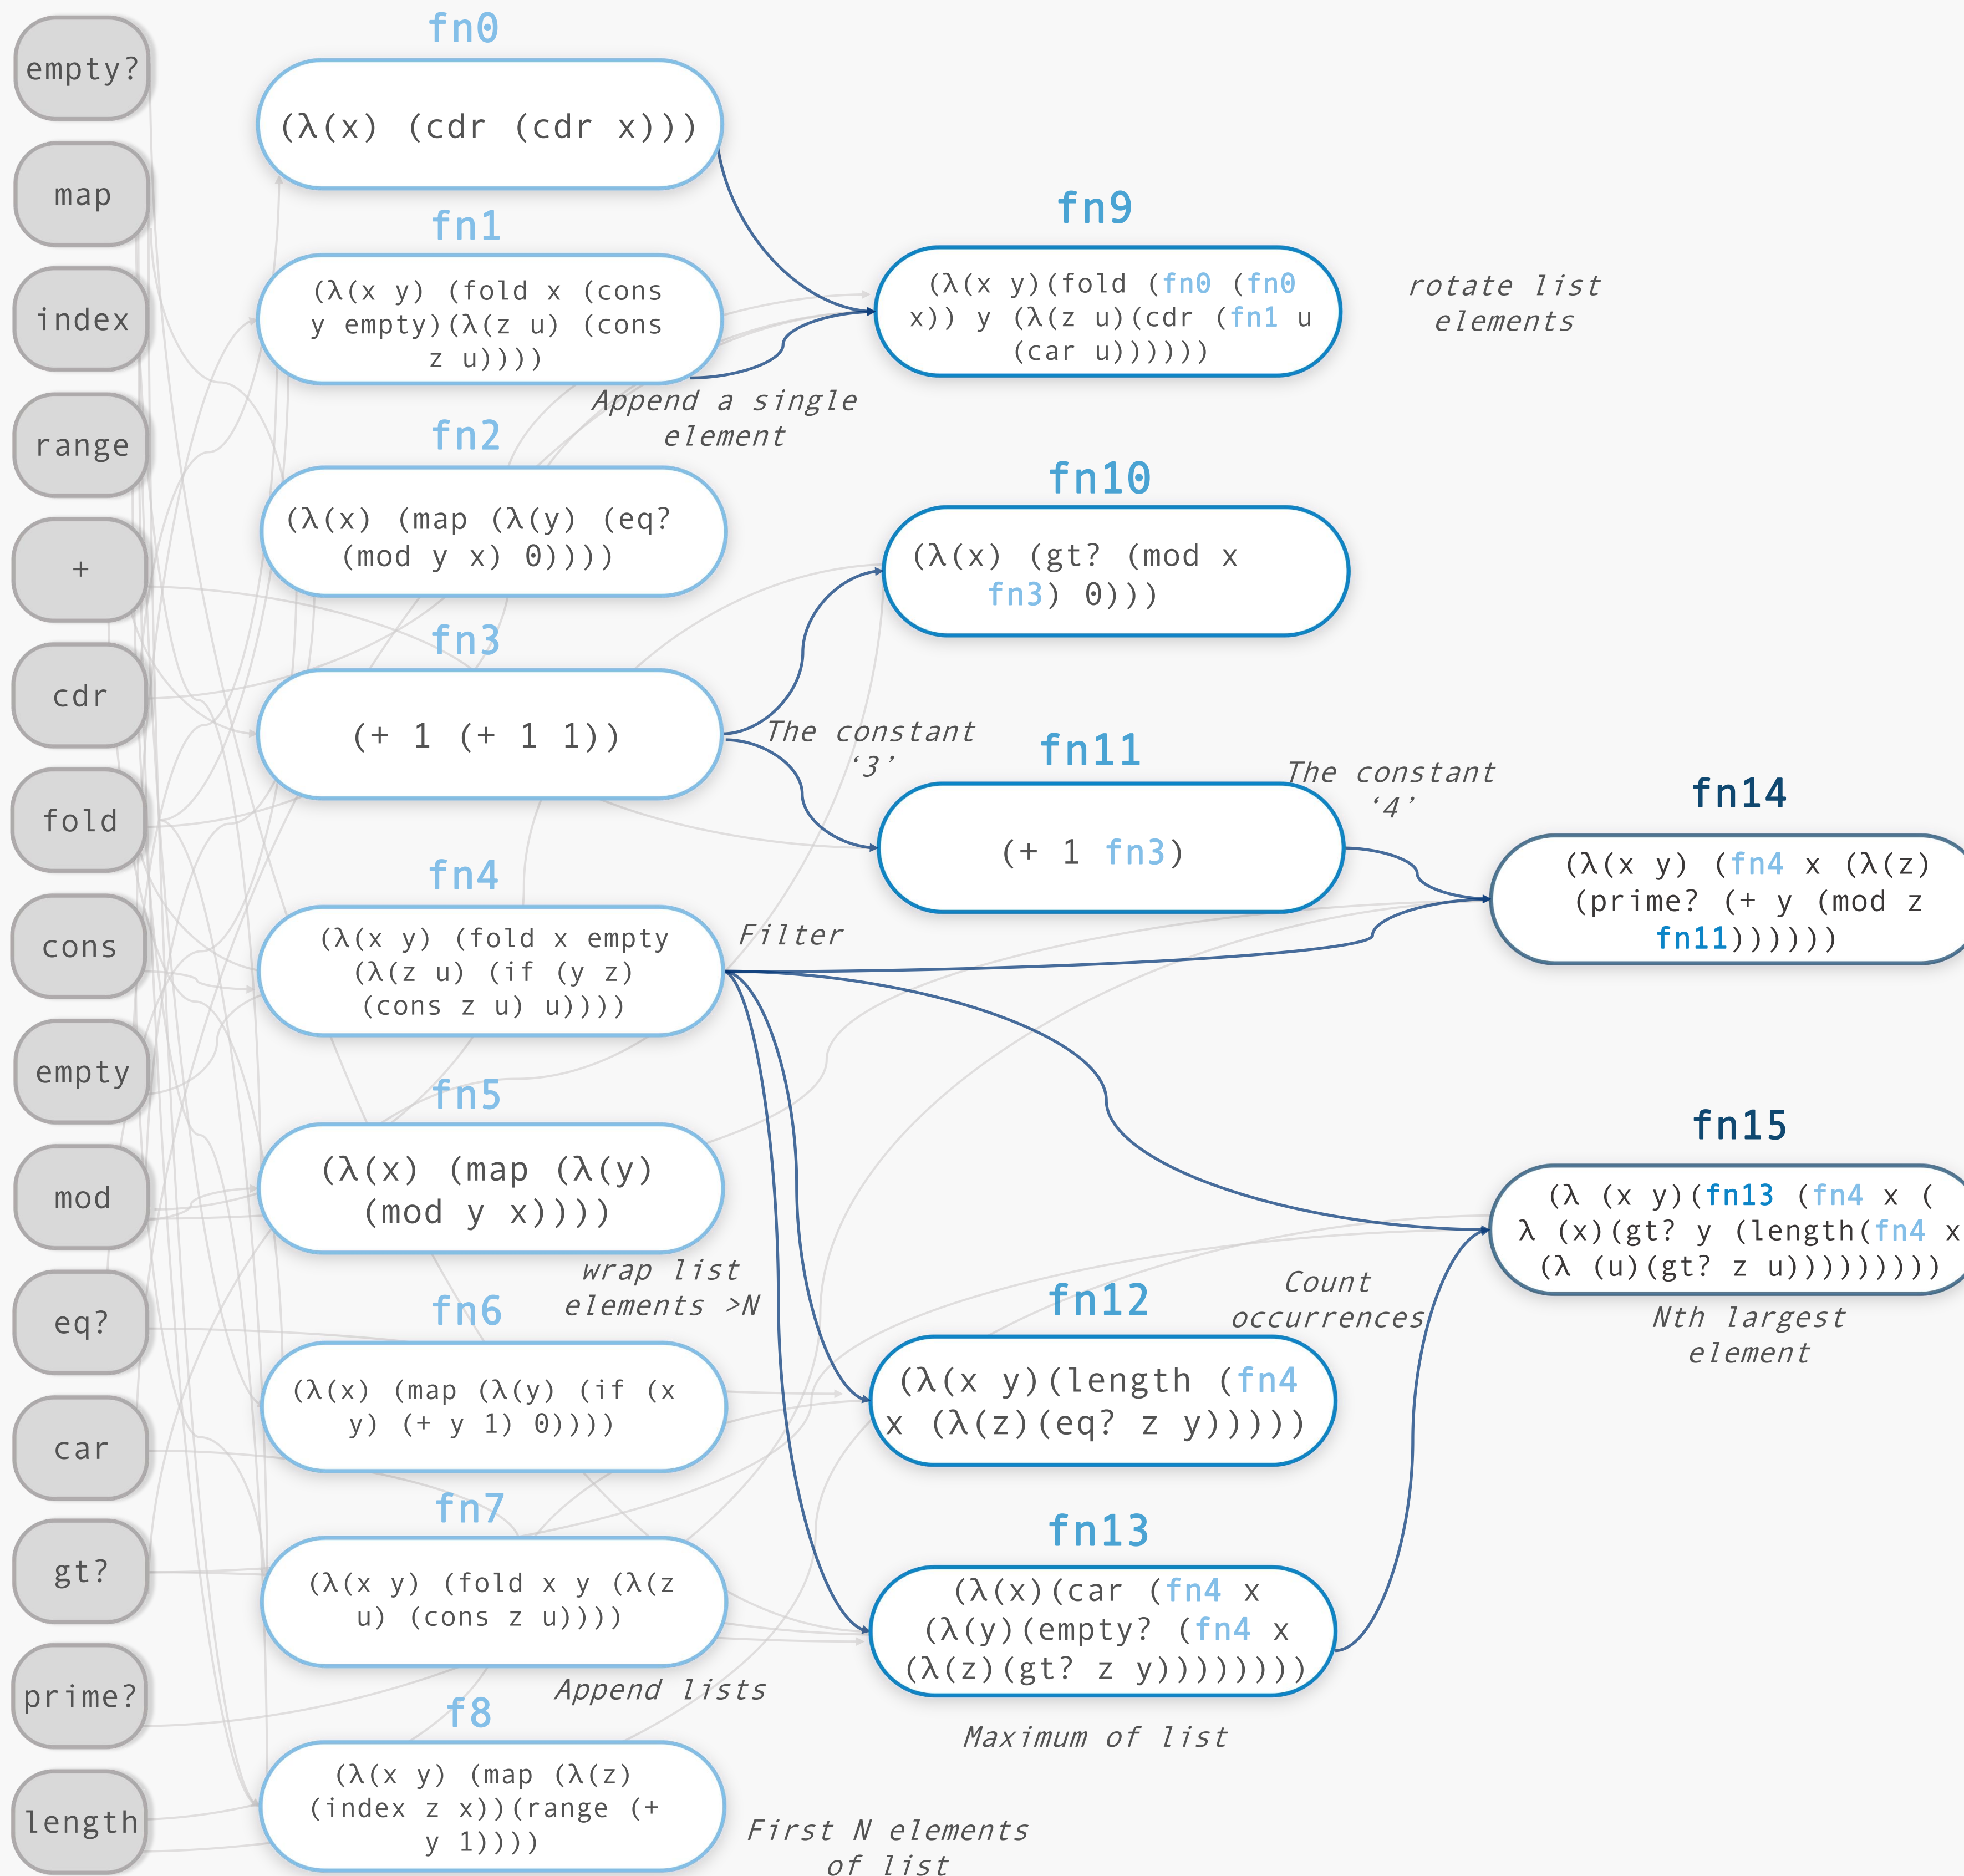 empty?
map
index
range
+
cdr
fold
cons
empty
mod
eq?
car
gt?
prime?
length
fn0
(λ(x) (cdr (cdr x)))
fn1
(λ(x y) (fold x (cons
y empty)(λ(z u) (cons
z u))))
Append a single
element
fn2
(λ(x) (map (λ(y) (eq?
(mod y x) 0))))
fn3
(+ 1 (+ 1 1))
The constant
‘3’
fn4
(λ(x y) (fold x empty
(λ(z u) (if (y z)
(cons z u) u))))
Filter
fn5
(λ(x) (map (λ(y)
(mod y x))))
wrap list
elements >N
fn6
(λ(x) (map (λ(y) (if (x
y) (+ y 1) 0))))
fn7
(λ(x y) (fold x y (λ(z
u) (cons z u))))
Append lists
f8
(λ(x y) (map (λ(z)
(index z x))(range (+
y 1))))
First N elements
of list
fn9
(λ(x y)(fold (fn0 (fn0
x)) y (λ(z u)(cdr (fn1 u
(car u))))))
rotate list
elements
fn10
(λ(x) (gt? (mod x
fn3) 0)))
fn11
(+ 1 fn3)
The constant
‘4’
fn12
(λ(x y)(length (fn4
x (λ(z)(eq? z y)))))
Count
occurrences
fn13
(λ(x)(car (fn4 x
(λ(y)(empty? (fn4 x
(λ(z)(gt? z y))))))))
Maximum of list
fn14
(λ(x y) (fn4 x (λ(z)
(prime? (+ y (mod z
fn11))))))
fn15
(λ (x y)(fn13 (fn4 x (
λ (x)(gt? y (length(fn4 x
(λ (u)(gt? z u)))))))))
Nth largest
element